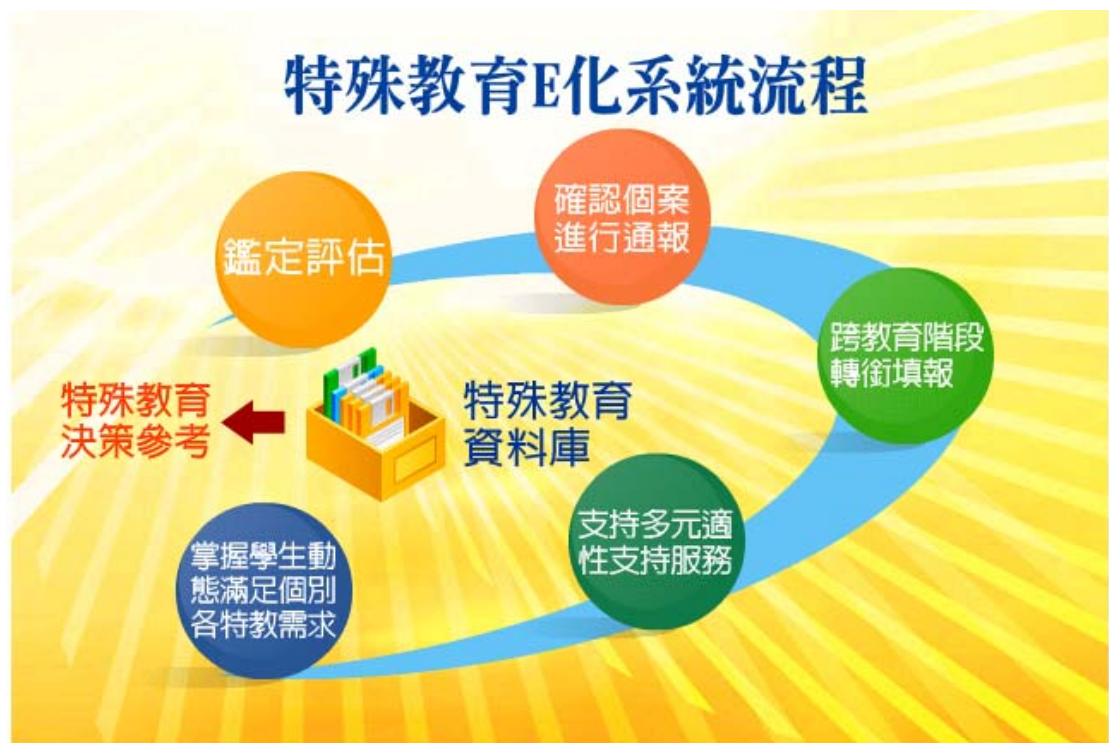 特殊教育E化系統流程
鑑定評估
確認個案
進行通報
跨教育階段
轉銜填報
支持多元適
性支持服務
掌握學生動
態滿足個別
各特教需求
特殊教育
資料庫
特殊教育
決策參考